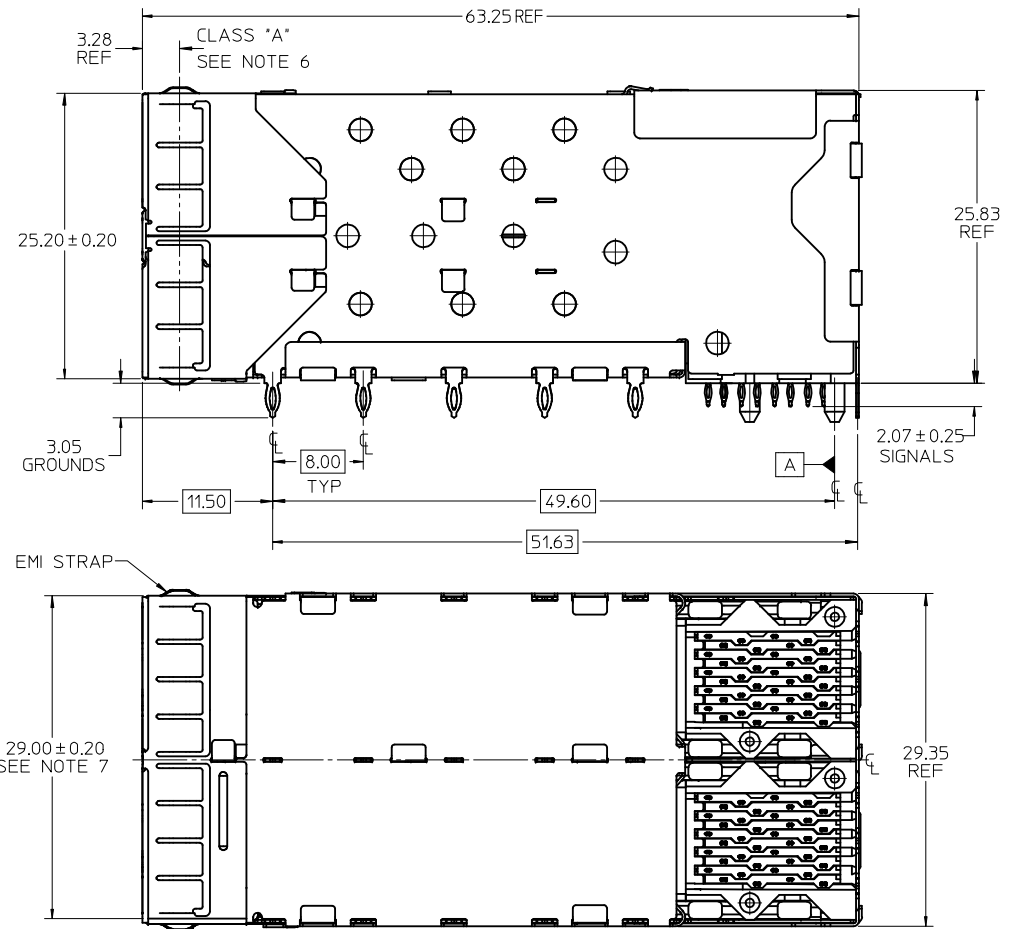 63.25 REF
3.28
REF
CLASS "A"
SEE NOTE 6
25.20 ± 0.20
25.83
REF
3.05
GROUNDS
8.00
TYP
2.07 ± 0.25
SIGNALS
A
11.50
49.60
51.63
EMI STRAP
29.00 ± 0.20
SEE NOTE 7
29.35
REF